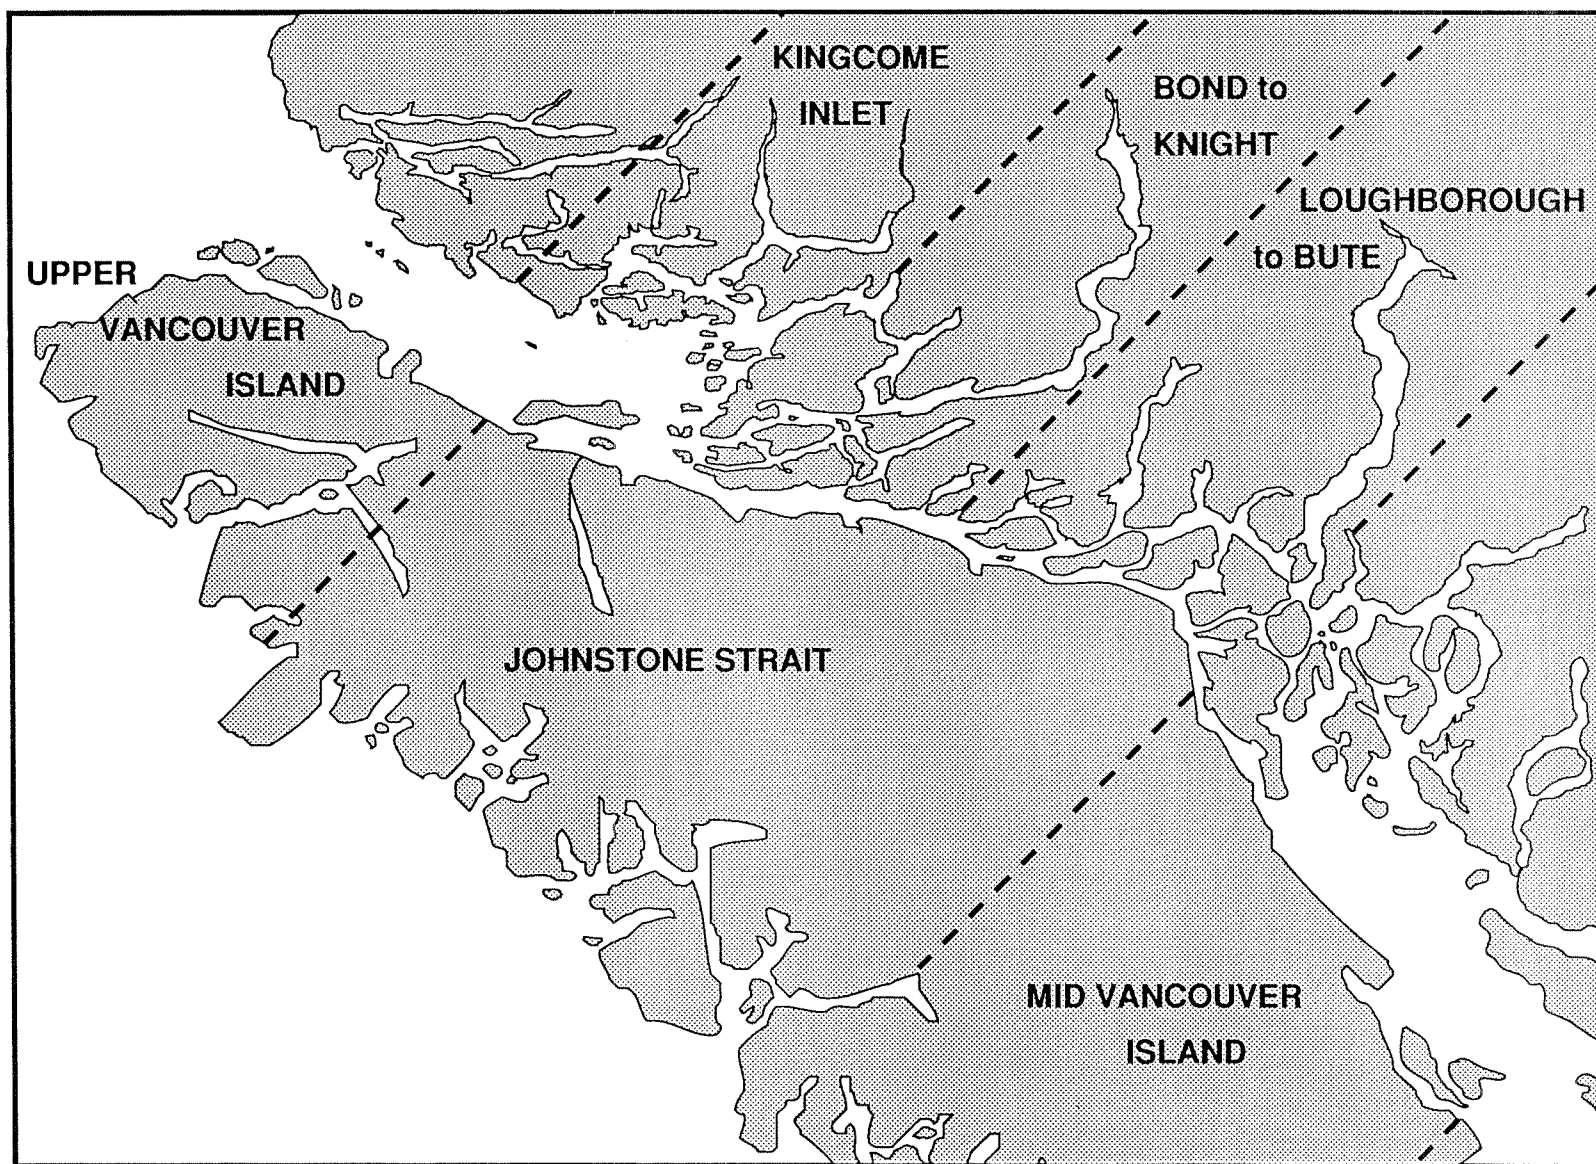 KINGCOME
INLET
BOND to
KNIGHT
LOUGHBOROUGH
to BUTE
UPPER
VANCOUVER
ISLAND
JOHNSTONE STRAIT
MID VANCOUVER
ISLAND